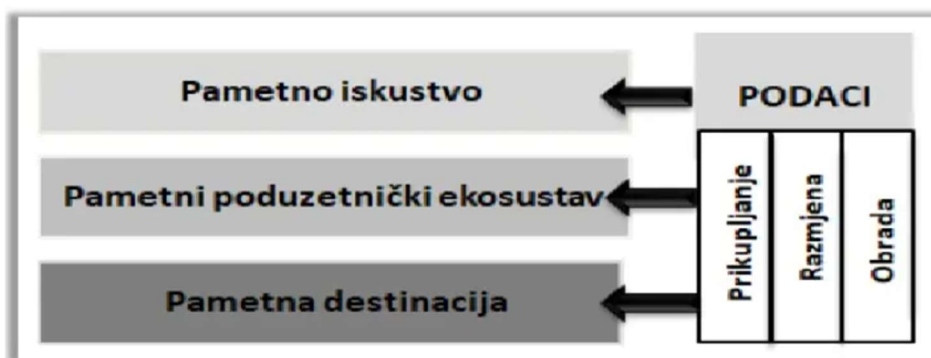 Pametno iskustvo
PODACI
Pametni poduzetnički ekosustav
Pametna destinacija
Prikupljanje
Razmjena
Obrada